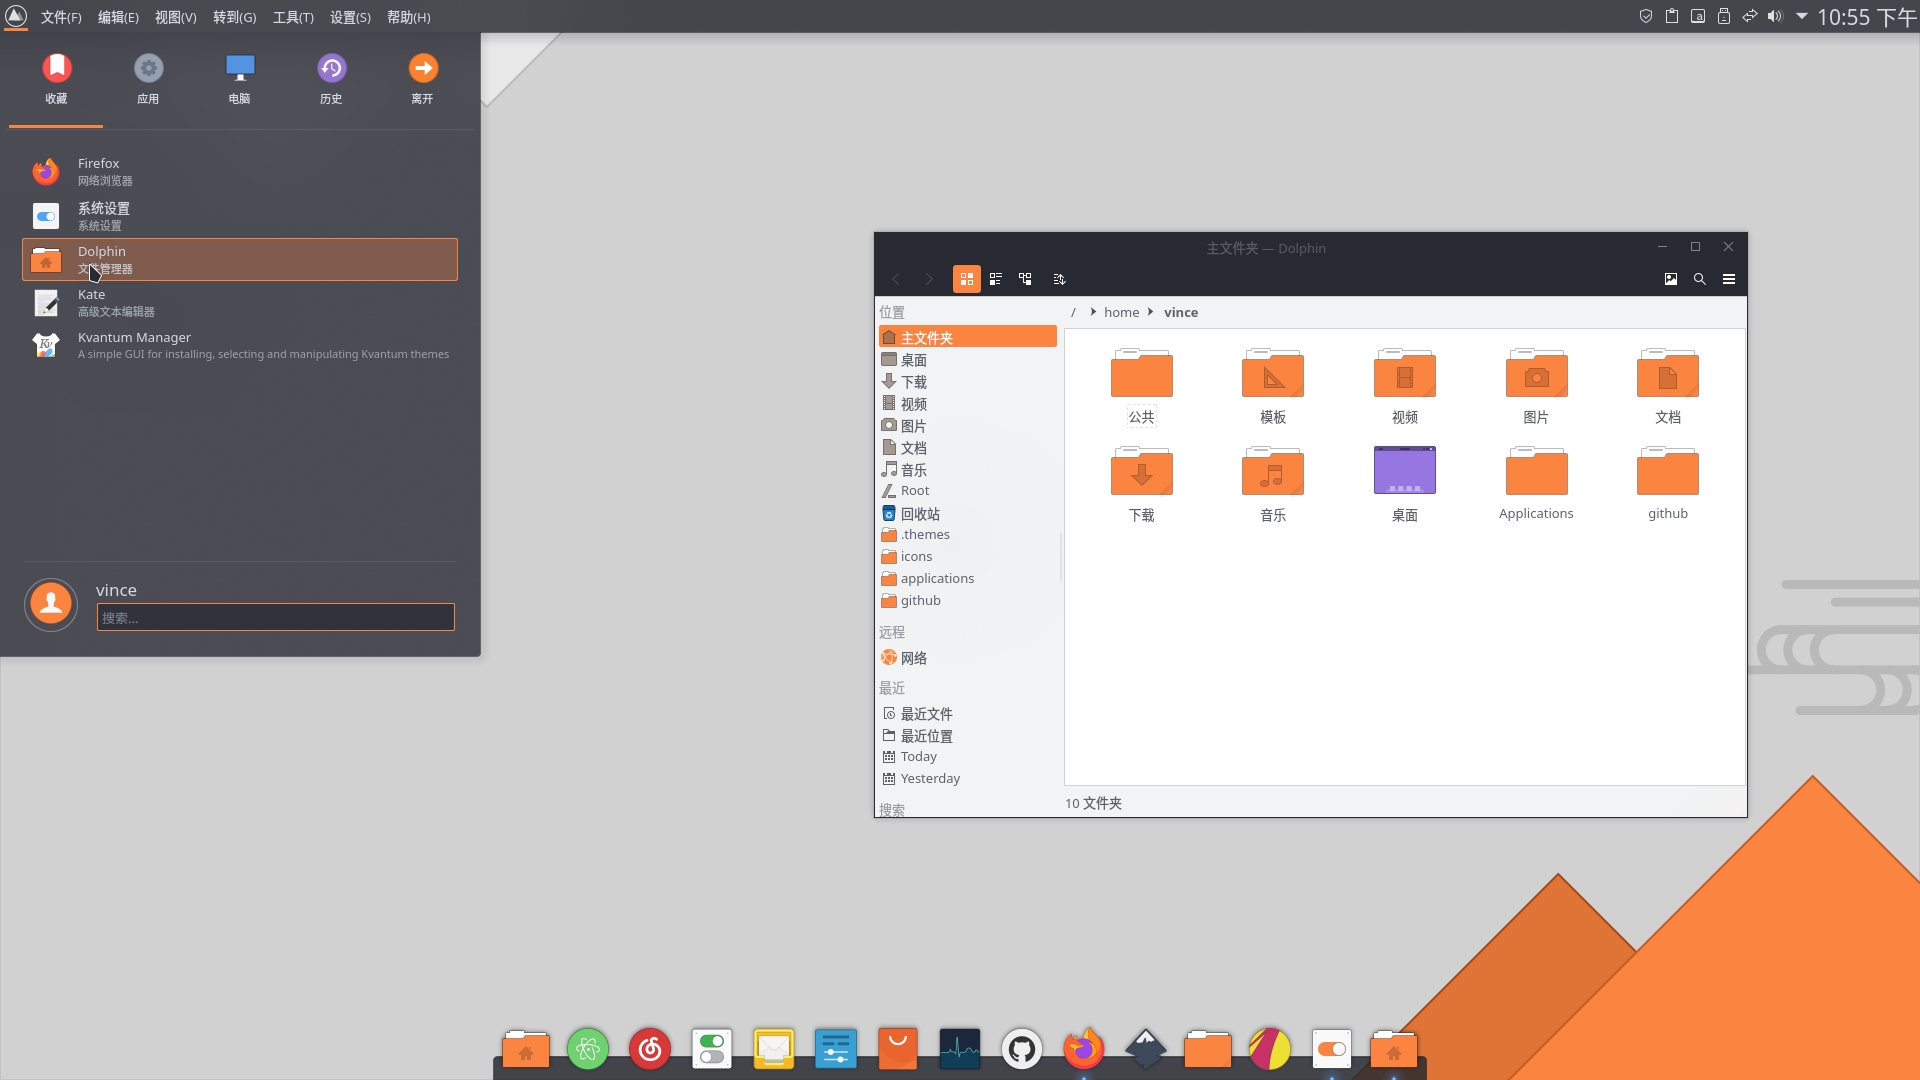 文件(F) 编辑(E) 视图(V) 转到(G) 工具(T) 设置(S) 帮助(H)
a
10:55 下午
收藏 应用 电脑 历史 离开
Firefox
网络浏览器
系统设置
系统设置
Dolphin
文件管理器
Kate
高级文本编辑器
Kv
Kvantum Manager
A simple GUI for installing, selecting and manipulating Kvantum themes
vince
搜索...
主文件夹 — Dolphin
/ home vince
位置
主文件夹
桌面
下载
视频
图片
文档
音乐
Root
回收站
.themes
icons
applications
github
远程
网络
最近
最近文件
最近位置
Today
Yesterday
搜索
公共 模板 视频 图片 文档
下载 音乐 桌面 Applications github
10 文件夹